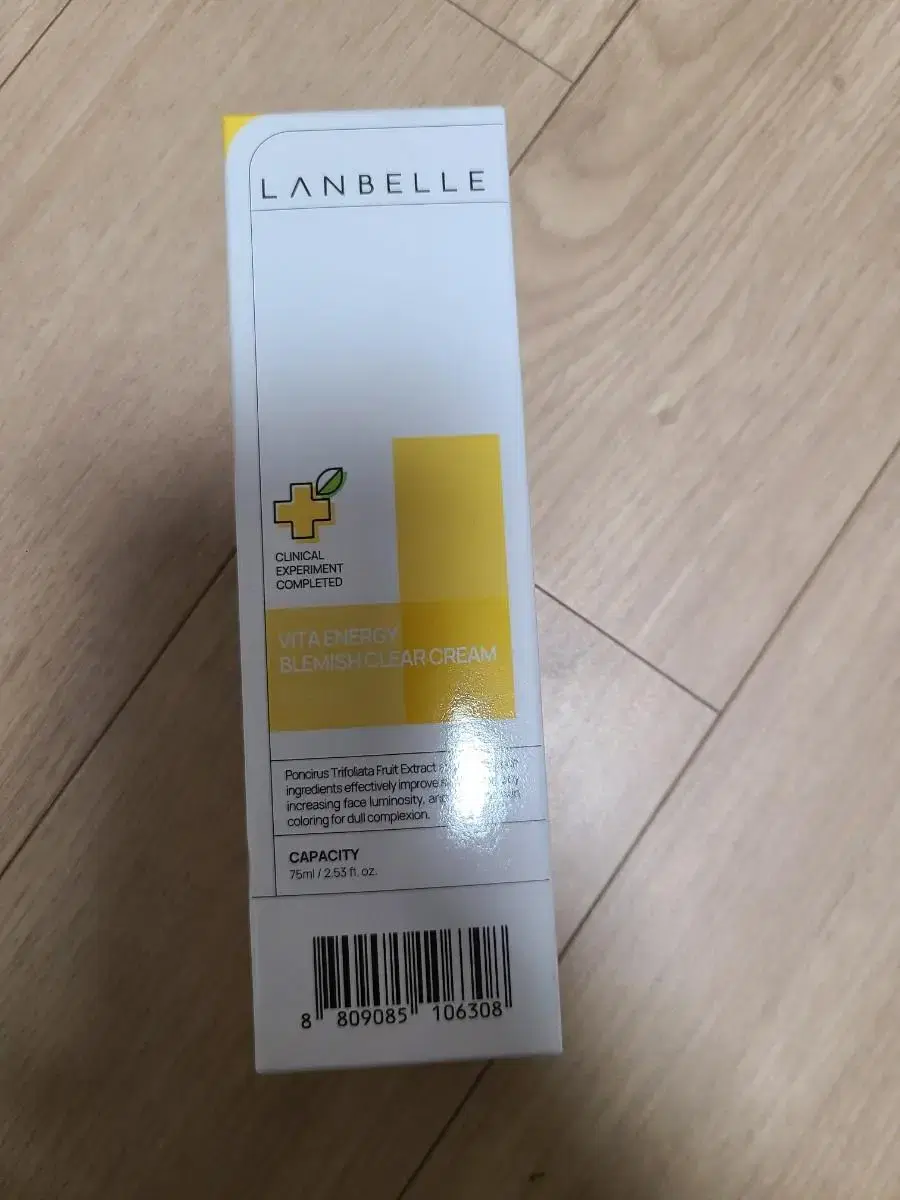 LANBELLE
CLINICAL
EXPERIMENT
COMPLETED
VITA ENERGY
BLEMISH CLEAR CREAM
Poncirus Trifoliata Fruit Extract
ingredients effectively improve
increasing face luminosity,
coloring for dull complexion.
CAPACITY
75ml / 2.53 fl. oz.
8 809085 106308